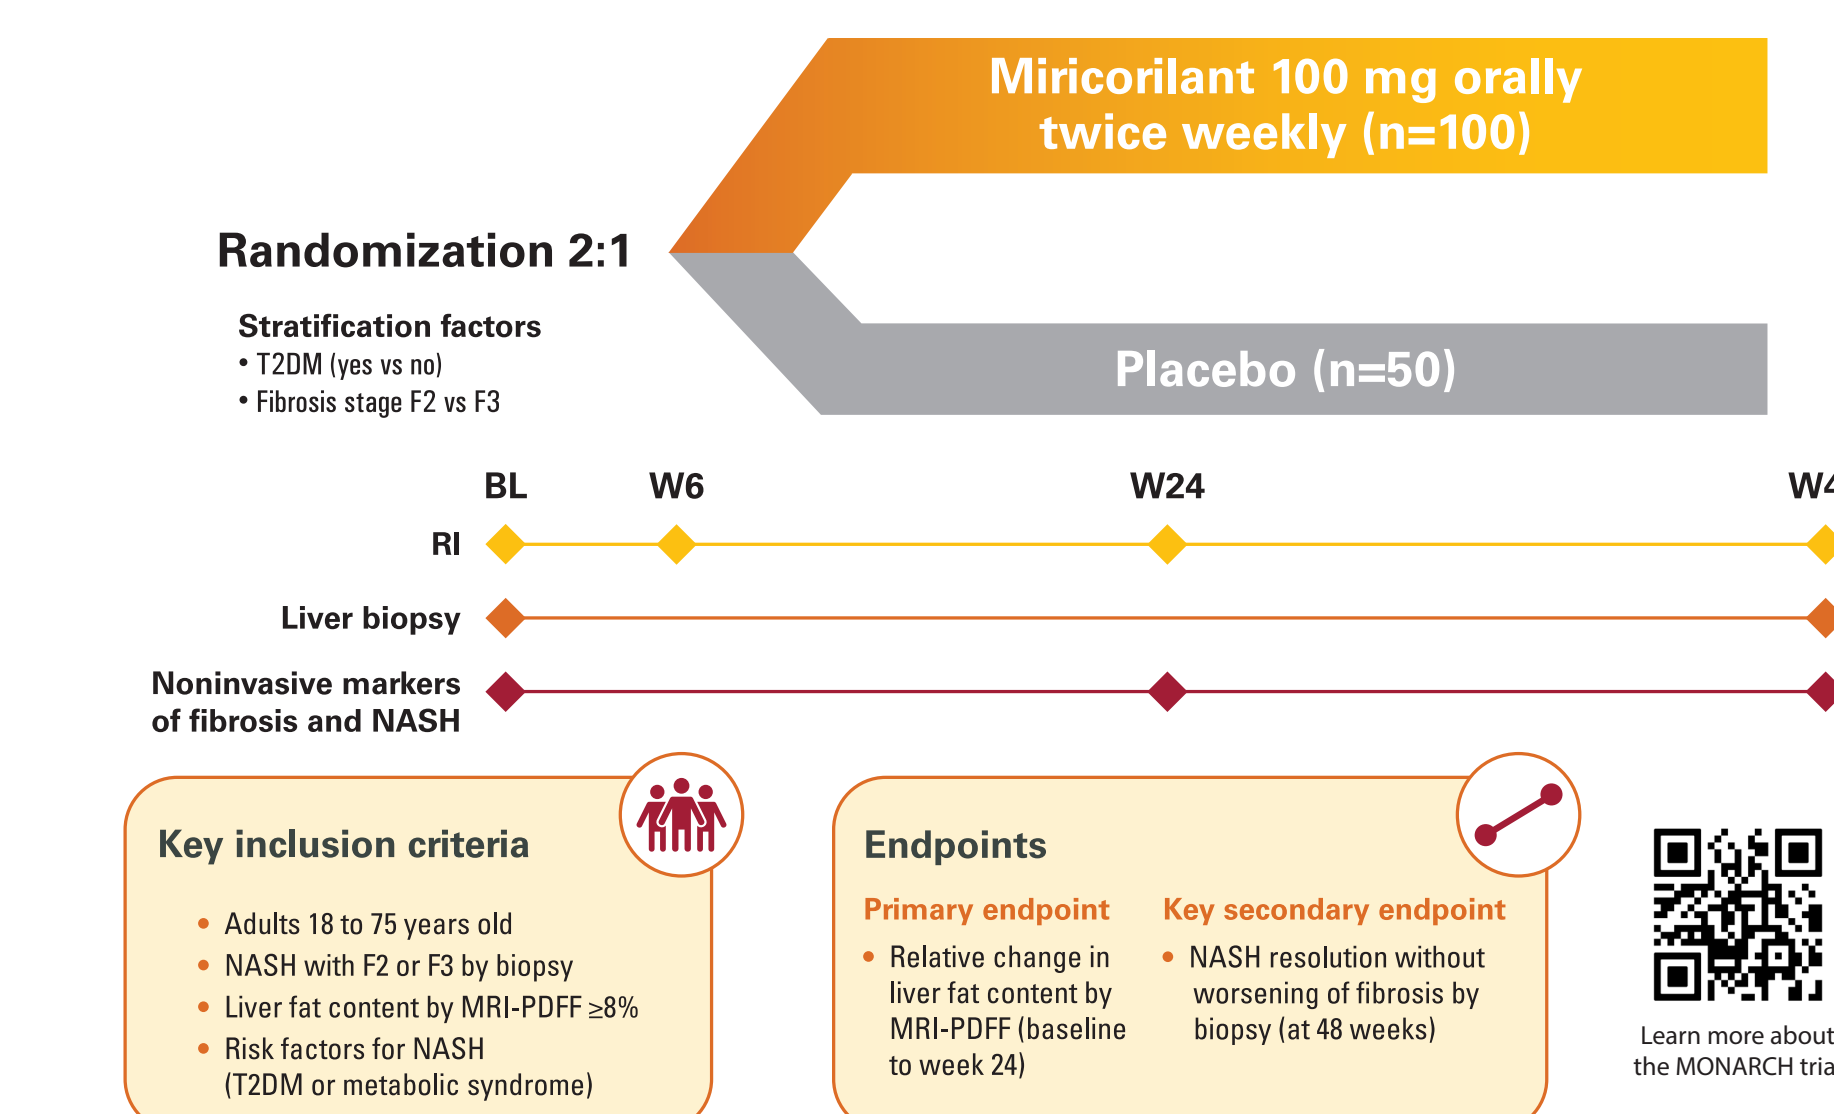 Miricorilant 100 mg orally
twice weekly (n=100)
Randomization 2:1
Stratification factors
• T2DM (yes vs no)
• Fibrosis stage F2 vs F3
Placebo (n=50)
BL W6 W24 W4
RI
Liver biopsy
Noninvasive markers
of fibrosis and NASH
Key inclusion criteria
• Adults 18 to 75 years old
• NASH with F2 or F3 by biopsy
• Liver fat content by MRI-PDFF ≥8%
• Risk factors for NASH
(T2DM or metabolic syndrome)
Endpoints
Primary endpoint
• Relative change in
liver fat content by
MRI-PDFF (baseline
to week 24)
Key secondary endpoint
• NASH resolution without
worsening of fibrosis by
biopsy (at 48 weeks)
Learn more about
the MONARCH tria